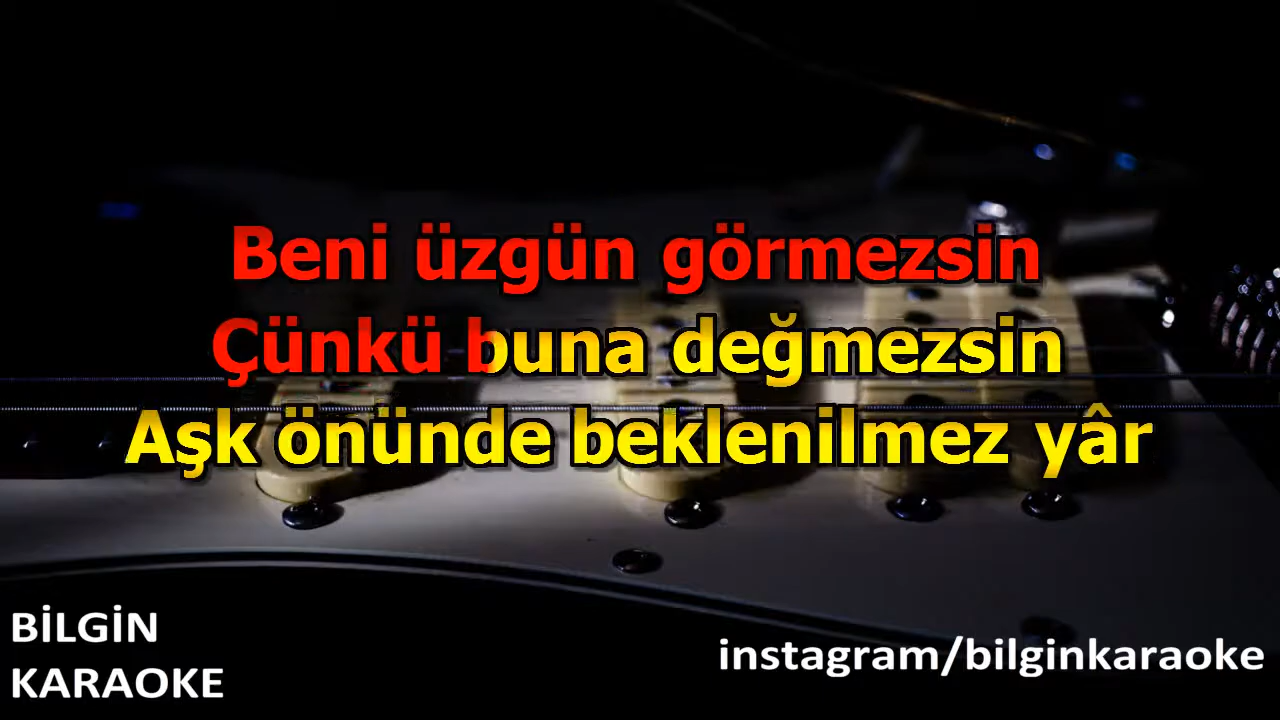 Beni üzgün görmezsin
Çünkü buna değmezsin
Aşk önünde beklenilmez yâr
BİLGİN
KARAOKE
instagram/bilginkaraoke